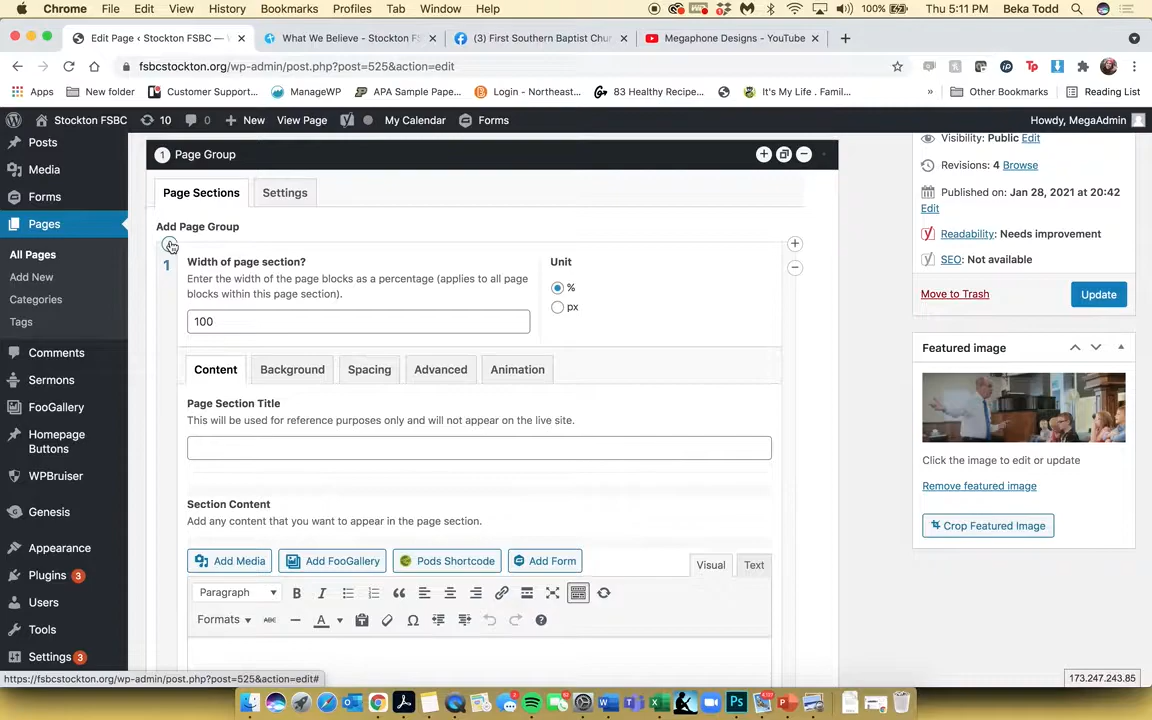 Chrome File Edit View History Bookmarks Profiles Tab Window Help 100% Thu 5:11 PM Beka Todd
Edit Page ‹ Stockton FSBC — What We Believe - Stockton F (3) First Southern Baptist Chur Megaphone Designs - YouTube
fsbcstockton.org/wp-admin/post.php?post=525&action=edit
Apps New folder Customer Support... ManageWP APA Sample Pape... Login - Northeast... 83 Healthy Recipe... It's My Life . Famil... » Other Bookmarks Reading List
Stockton FSBC 10 0 New View Page My Calendar Forms Howdy, MegaAdmin
Posts
Media
Forms
Pages
All Pages
Add New
Categories
Tags
Comments
Sermons
FooGallery
Homepage
Buttons
WPBruiser
Genesis
Appearance
Plugins 3
Users
Tools
Settings 3
1 Page Group
Page Sections Settings
Add Page Group
1
Width of page section?
Enter the width of the page blocks as a percentage (applies to all page
blocks within this page section).
100
Unit
%
px
Content Background Spacing Advanced Animation
Page Section Title
This will be used for reference purposes only and will not appear on the live site.
Section Content
Add any content that you want to appear in the page section.
Add Media Add FooGallery Pods Shortcode Add Form Visual Text
Paragraph B I
Formats ABC A
Visibility: Public Edit
Revisions: 4 Browse
Published on: Jan 28, 2021 at 20:42
Edit
Readability: Needs improvement
SEO: Not available
Move to Trash Update
Featured image
Click the image to edit or update
Remove featured image
Crop Featured Image
https://fsbcstockton.org/wp-admin/post.php?post=525&action=edit#
173.247.243.85